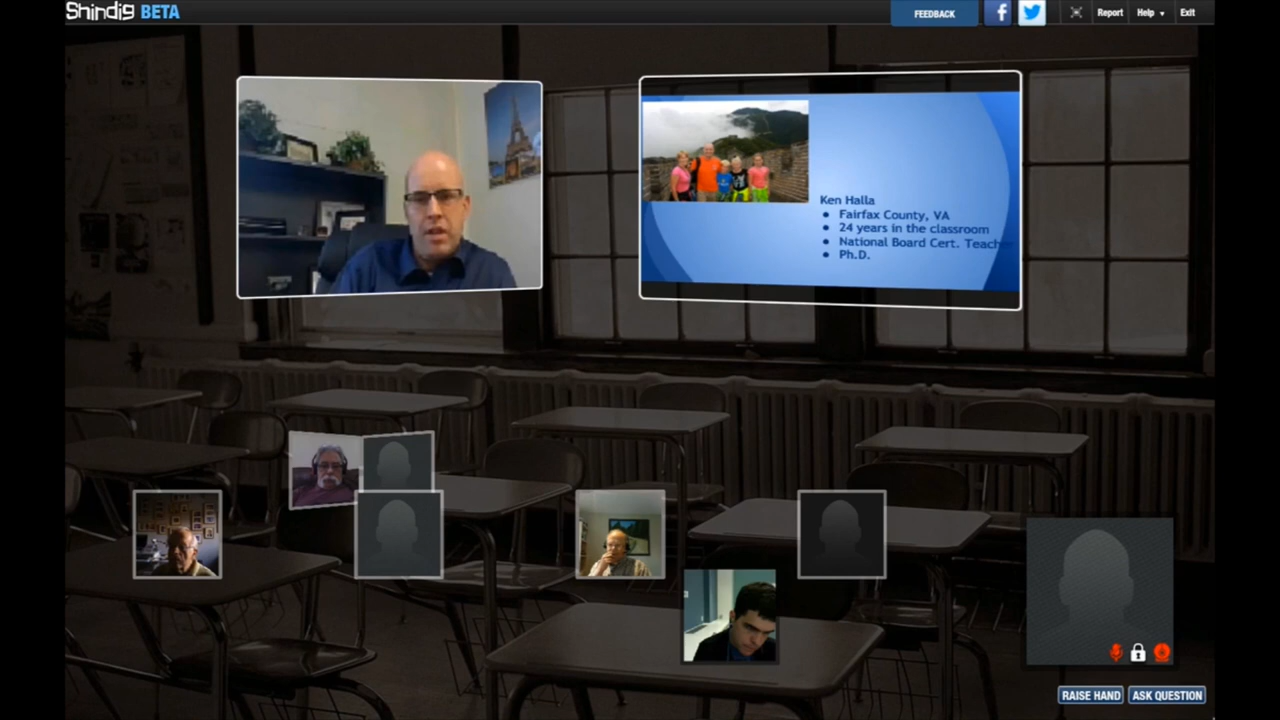 Shindig BETA
FEEDBACK
Report
Help
Exit
Ken Halla
• Fairfax County, VA
• 24 years in the classroom
• National Board Cert. Teach
• Ph.D.
RAISE HAND
ASK QUESTION